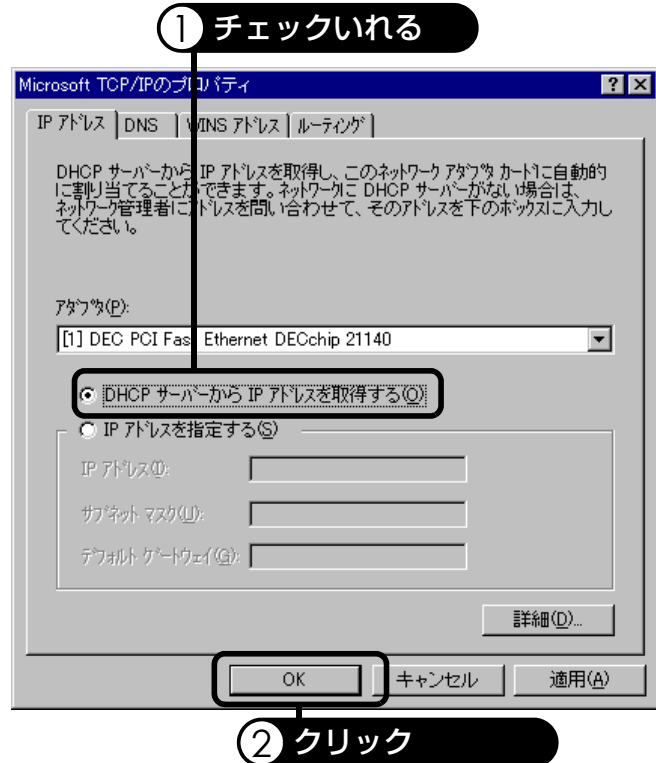 ① チェックいれる
Microsoft TCP/IPのプロパティ
IP アドレス DNS WINS アドレス ルーティング
DHCP サーバーから IP アドレスを取得し、このネットワーク アダプタ カードに自動的
に割り当てることができます。ネットワークに DHCP サーバーがない場合は、
ネットワーク管理者にアドレスを問い合わせて、そのアドレスを下のボックスに入力し
てください。
アダプタ(P):
[1] DEC PCI Fast Ethernet DECchip 21140
DHCP サーバーから IP アドレスを取得する(O)
IP アドレスを指定する(S)
IP アドレス(I):
サブネット マスク(U):
デフォルト ゲートウェイ(G):
詳細(D)...
OK キャンセル 適用(A)
② クリック